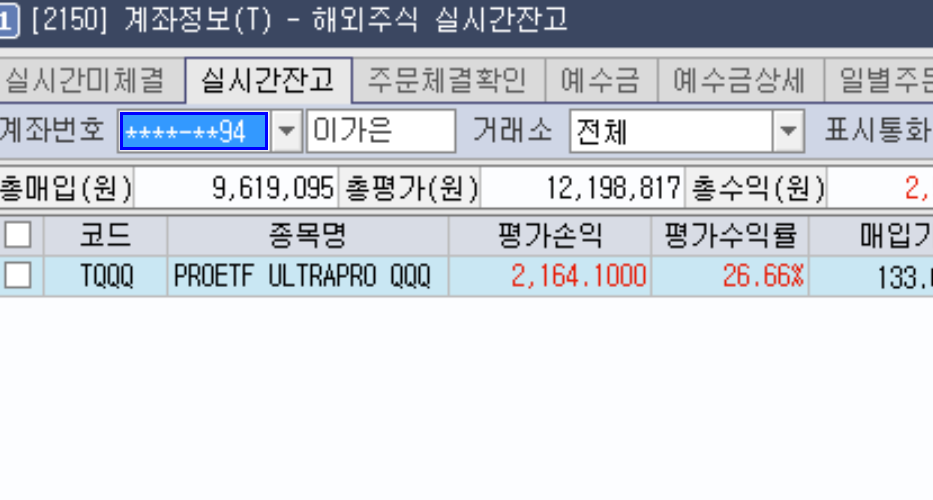 1 [2150] 계좌정보(T) - 해외주식 실시간잔고
실시간미체결 실시간잔고 주문체결확인 예수금 예수금상세 일별주문
계좌번호 ****-**94 이가은 거래소 전체 표시통화
총매입(원) 9,619,095 총평가(원) 12,198,817 총수익(원) 2,
코드 종목명 평가손익 평가수익률 매입가
TQQQ PROETF ULTRAPRO QQQ 2,164.1000 26.66% 133.